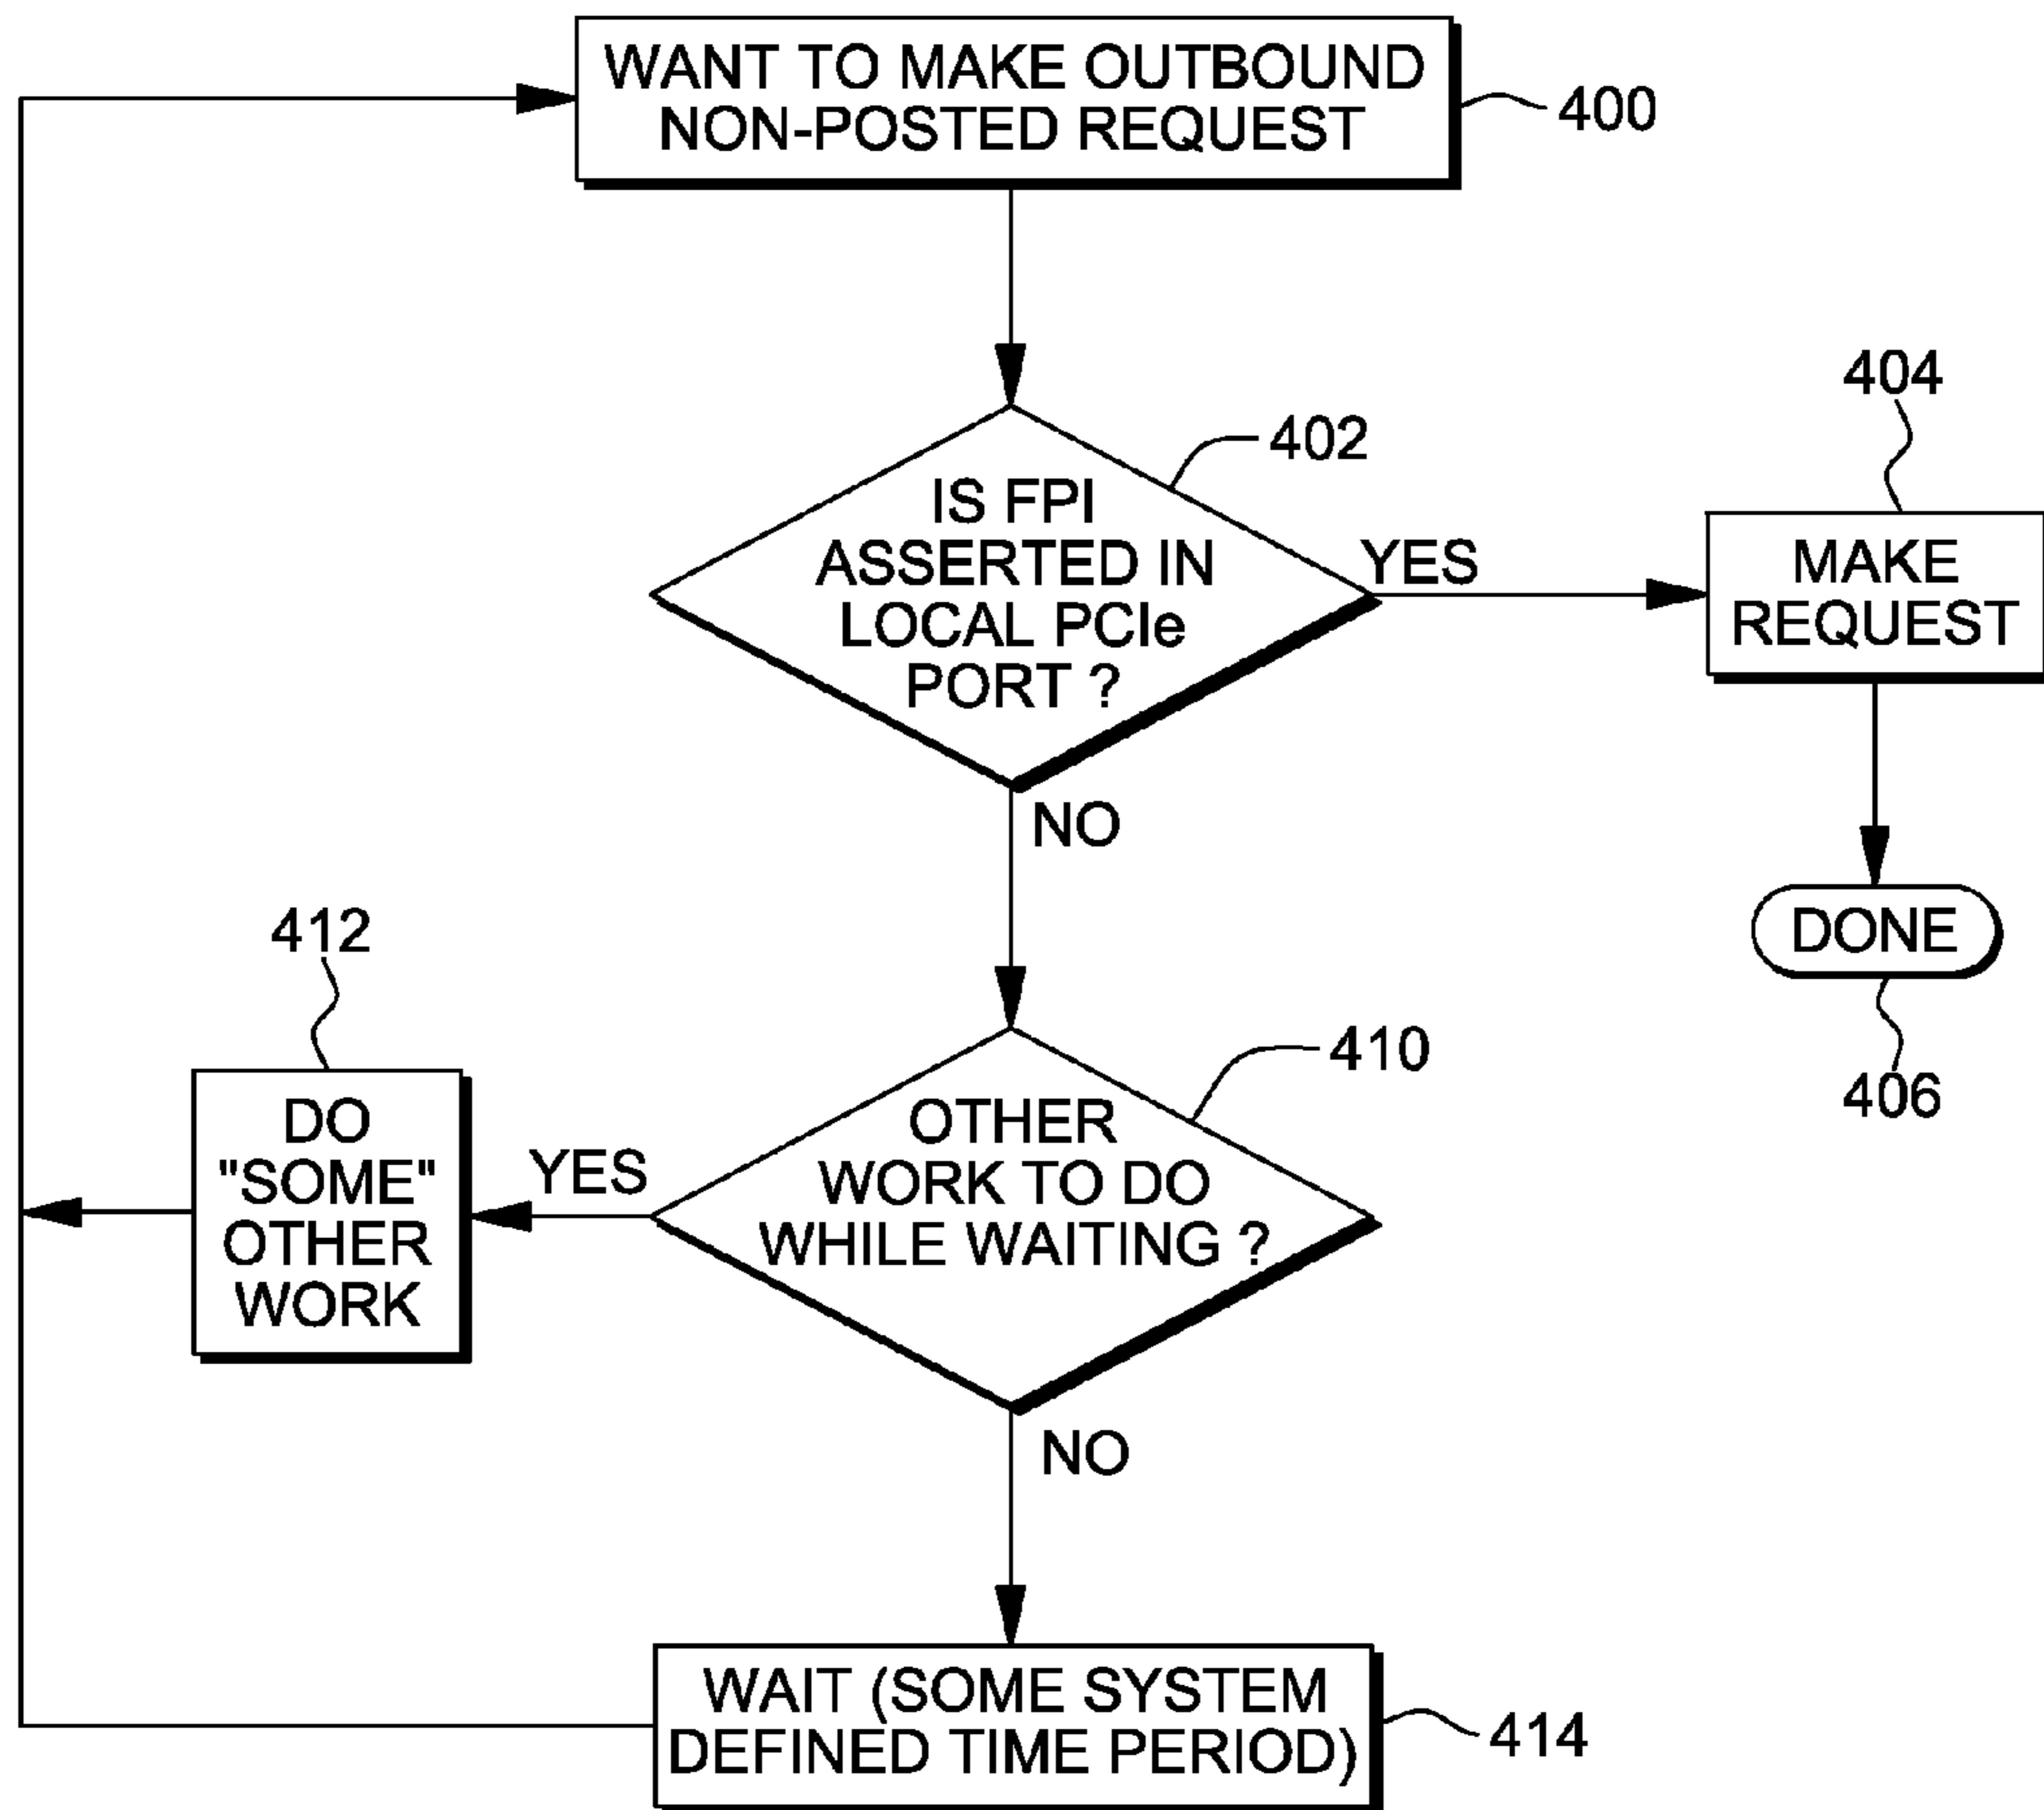 WANT TO MAKE OUTBOUND
NON-POSTED REQUEST
400
402
IS FPI
ASSERTED IN
LOCAL PCIe
PORT ?
YES
404
MAKE
REQUEST
NO
DONE
406
412
DO
"SOME"
OTHER
WORK
YES
410
OTHER
WORK TO DO
WHILE WAITING ?
NO
WAIT (SOME SYSTEM
DEFINED TIME PERIOD)
414